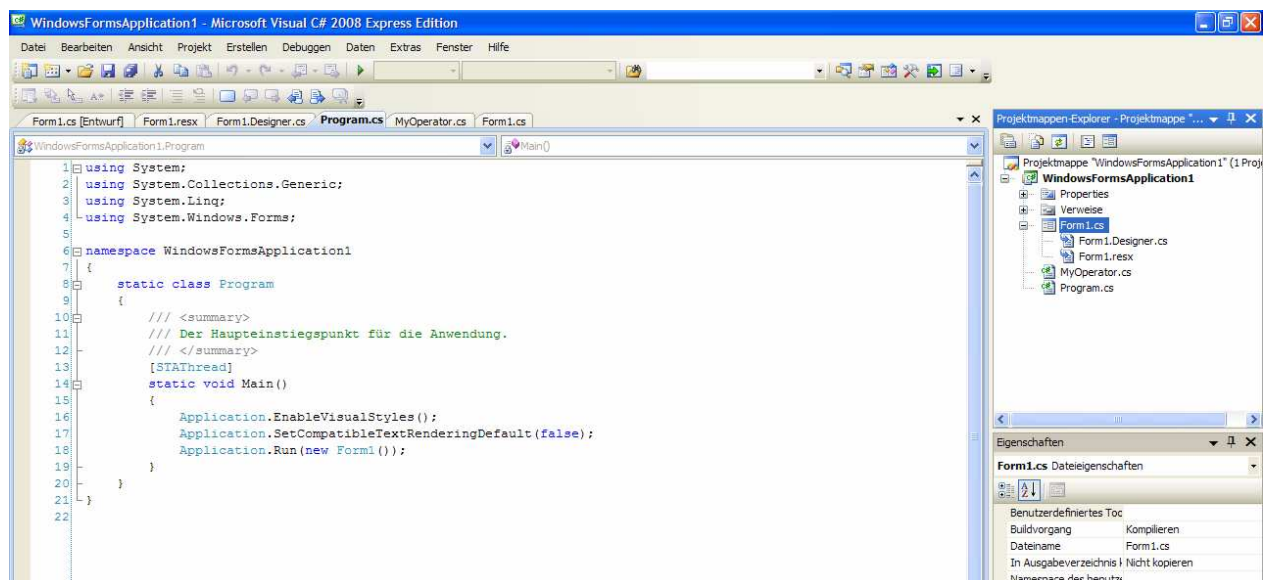 WindowsFormsApplication1 - Microsoft Visual C# 2008 Express Edition
Datei Bearbeiten Ansicht Projekt Erstellen Debuggen Daten Extras Fenster Hilfe
Form1.cs [Entwurf] Form1.resx Form1.Designer.cs Program.cs MyOperator.cs Form1.cs
WindowsFormsApplication1.Program Main()
1 using System;
2 using System.Collections.Generic;
3 using System.Linq;
4 using System.Windows.Forms;
5
6 namespace WindowsFormsApplication1
7 {
8 static class Program
9 {
10 /// <summary>
11 /// Der Haupteinstiegspunkt für die Anwendung.
12 /// </summary>
13 [STAThread]
14 static void Main()
15 {
16 Application.EnableVisualStyles();
17 Application.SetCompatibleTextRenderingDefault(false);
18 Application.Run(new Form1());
19 }
20 }
21 }
22
Projektmappen-Explorer - Projektmappe "...
Projektmappe "WindowsFormsApplication1" (1 Proj
WindowsFormsApplication1
Properties
Verweise
Form1.cs
Form1.Designer.cs
Form1.resx
MyOperator.cs
Program.cs
Eigenschaften
Form1.cs Dateieigenschaften
Benutzerdefiniertes Toc
Buildvorgang Kompilieren
Dateiname Form1.cs
In Ausgabeverzeichnis k Nicht kopieren
Namespace des benutze